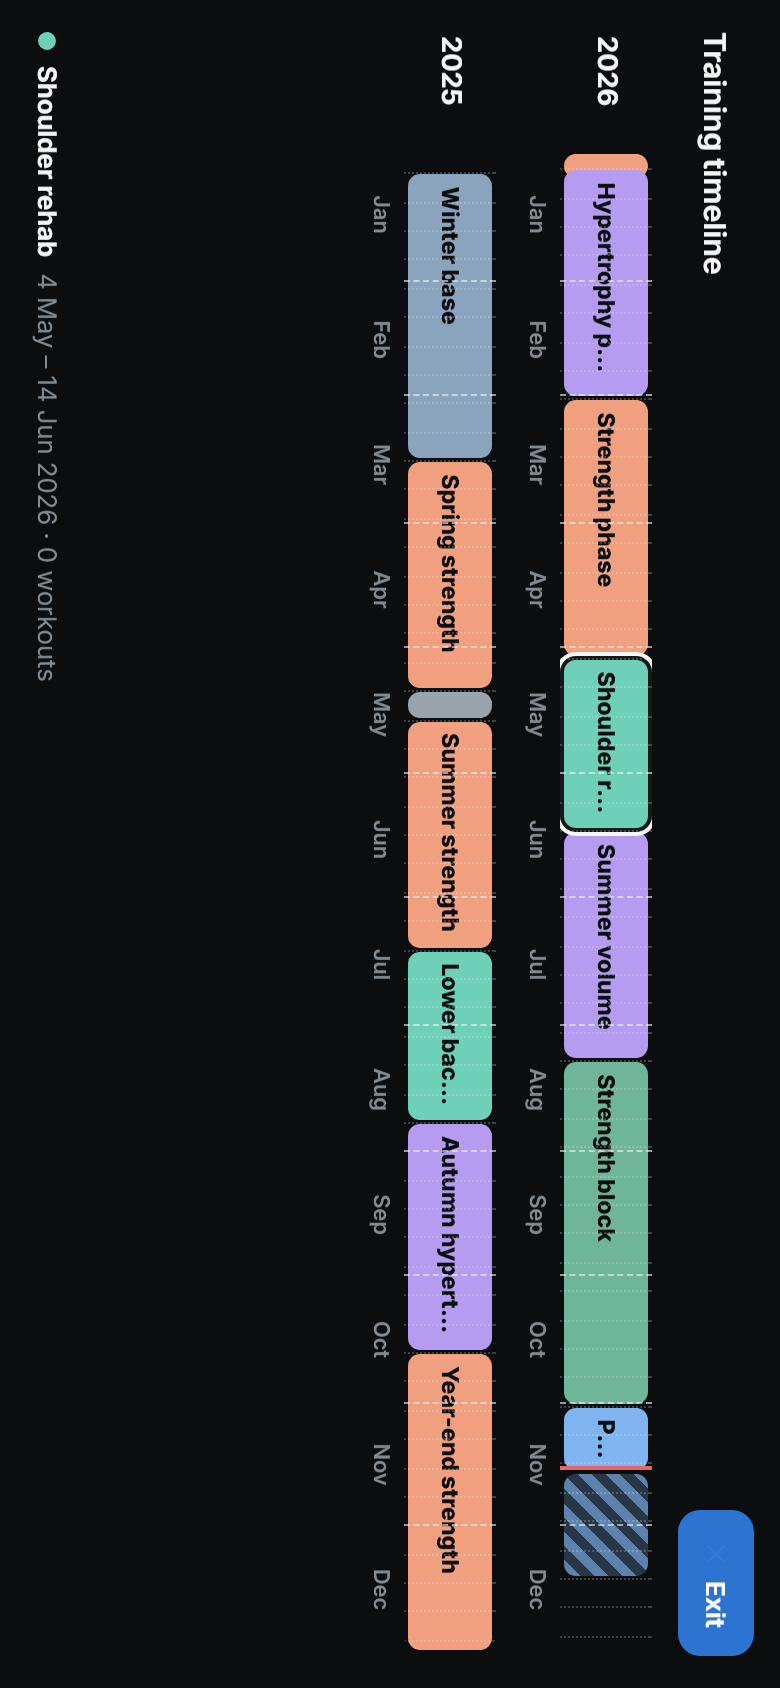 Training timeline
Exit
2026
Hypertrophy p...
Strength phase
Shoulder r...
Summer volume
Strength block
P...
Jan Feb Mar Apr May Jun Jul Aug Sep Oct Nov Dec
2025
Winter base
Spring strength
Summer strength
Lower bac...
Autumn hypert...
Year-end strength
Jan Feb Mar Apr May Jun Jul Aug Sep Oct Nov Dec
Shoulder rehab 4 May – 14 Jun 2026 · 0 workouts